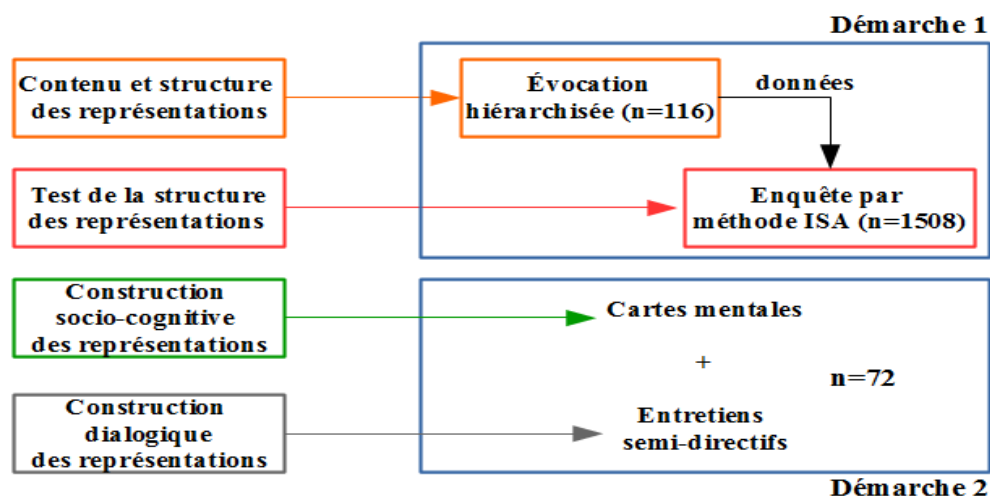 Démarche 1
Contenu et structure
des représentations
Évocation
hiérarchisée (n=116)
données
Test de la structure
des représentations
Enquête par
méthode ISA (n=1508)
Construction
socio-cognitive
des représentations
Cartes mentales
+
n=72
Construction
dialogique
des représentations
Entretiens
semi-directifs
Démarche 2